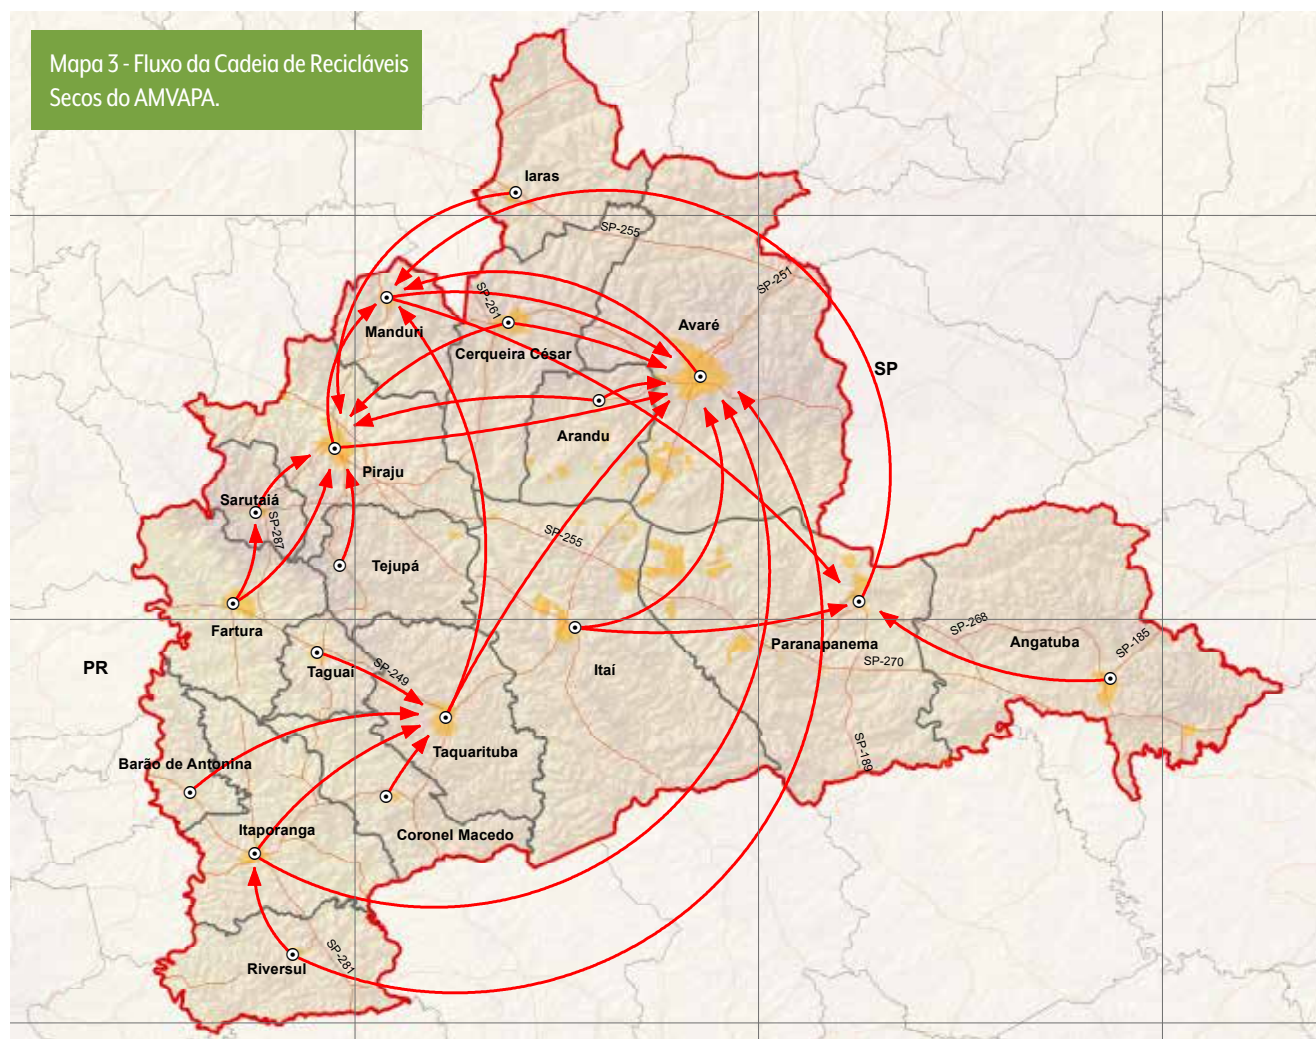 Mapa 3 - Fluxo da Cadeia de Recicláveis
Secos do AMVAPA.
Iaras
SP-255
SP-251
SP-261
Manduri
Avaré
Cerqueira César
SP
Arandu
Piraju
Sarutaiá
SP-287
SP-255
Tejupá
Fartura
SP-268
Angatuba
SP-185
Paranapanema
SP-270
PR
Taguaí
SP-249
Itaí
Taquarituba
SP-189
Barão de Antonina
Itaporanga
Coronel Macedo
SP-281
Riversul